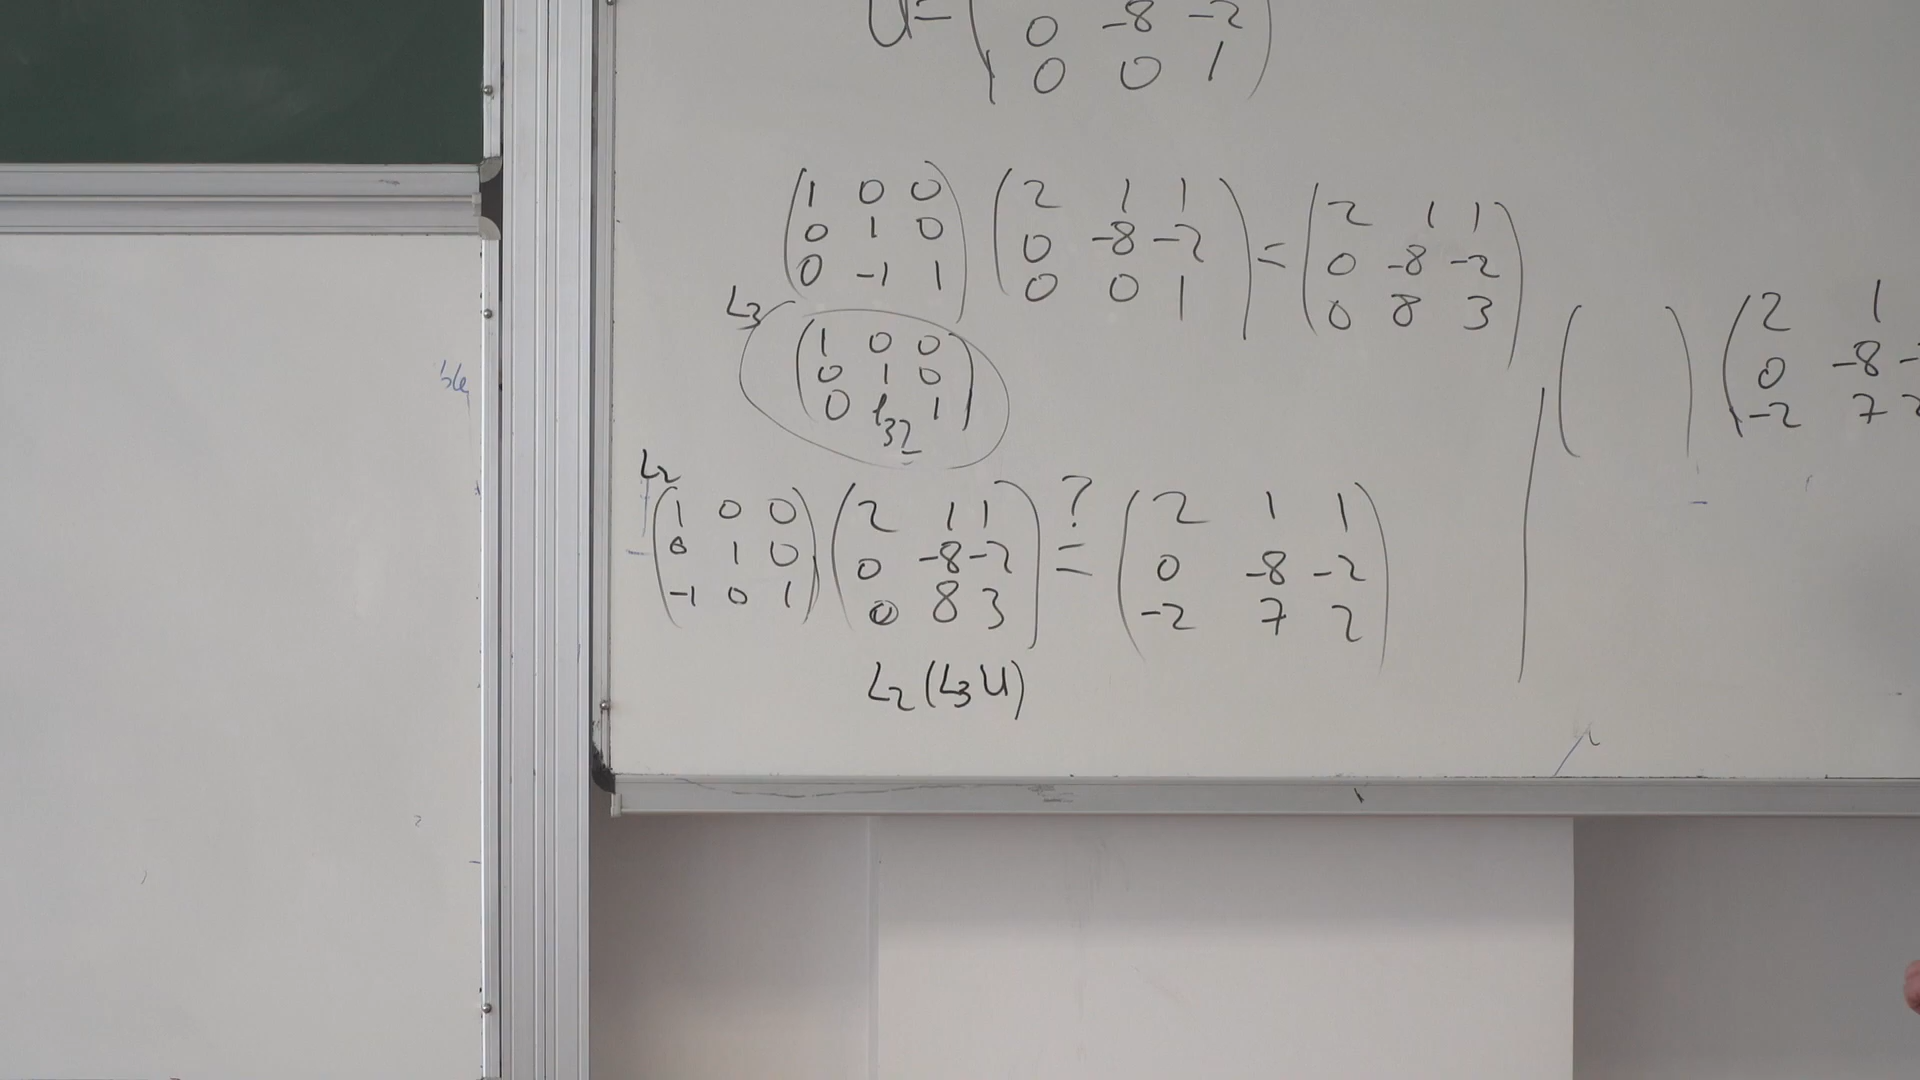 U = ( 0 -8 -2
0 0 1 )
( 1 0 0 ) ( 2 1 1 ) = ( 2 1 1 )
( 0 1 0 ) ( 0 -8 -2 ) ( 0 -8 -2 )
( 0 -1 1 ) ( 0 0 1 ) ( 0 8 3 )
L3
( 1 0 0 )
( 0 1 0 )
( 0 l32 1 )
L2
( 1 0 0 ) ( 2 1 1 ) ? ( 2 1 1 )
( 0 1 0 ) ( 0 -8 -2 ) = ( 0 -8 -2 )
( -1 0 1 ) ( 0 8 3 ) ( -2 7 2 )
L2 (L3 U)
( ) ( 2 1
0 -8
-2 7